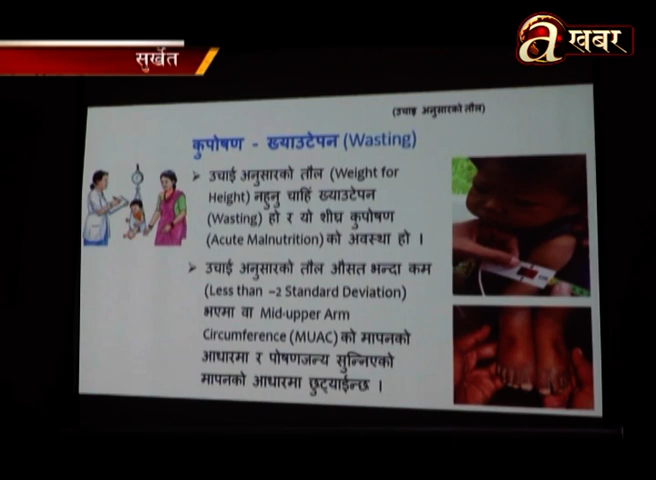 a खबर
सुर्खेत
(उचाइ अनुसारको तौल)
कुपोषण - ख्याउटेपन (Wasting)
➢ उचाई अनुसारको तौल (Weight for
Height) नहुनु चाहिं ख्याउटेपन
(Wasting) हो र यो शीघ्र कुपोषण
(Acute Malnutrition) को अवस्था हो ।
➢ उचाई अनुसारको तौल औसत भन्दा कम
(Less than –2 Standard Deviation)
भएमा वा Mid-upper Arm
Circumference (MUAC) को मापनको
आधारमा र पोषणजन्य सुन्निएको
मापनको आधारमा छुट्याईन्छ ।